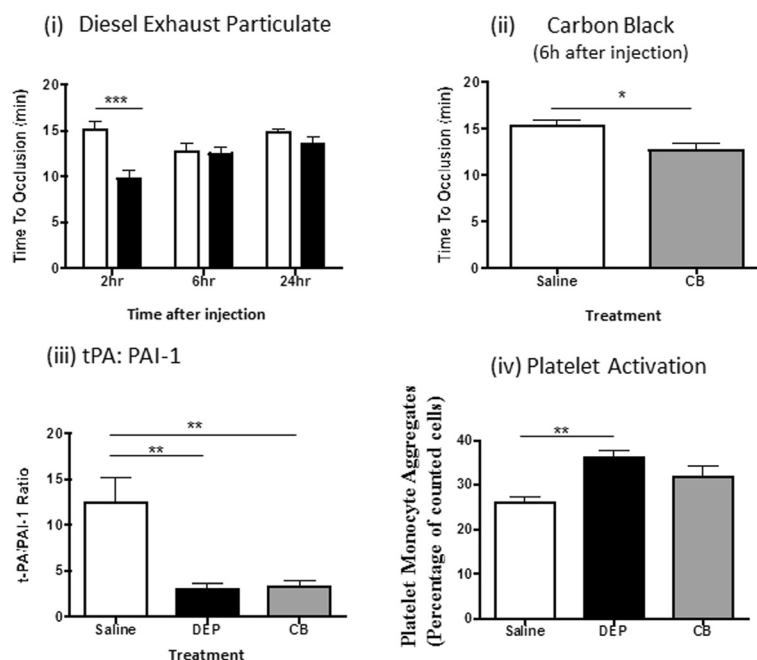 (i) Diesel Exhaust Particulate
20
15
10
5
0
Time To Occlusion (min)
***
2hr 6hr 24hr
Time after injection
(ii) Carbon Black
(6h after injection)
20
15
10
5
0
Time To Occlusion (min)
*
Saline CB
Treatment
(iii) tPA: PAI-1
20
15
10
5
0
t-PA/PAI-1 Ratio
**
**
Saline DEP CB
Treatment
(iv) Platelet Activation
40
30
20
10
0
Platelet Monocyte Aggregates
(Percentage of counted cells)
**
Saline DEP CB